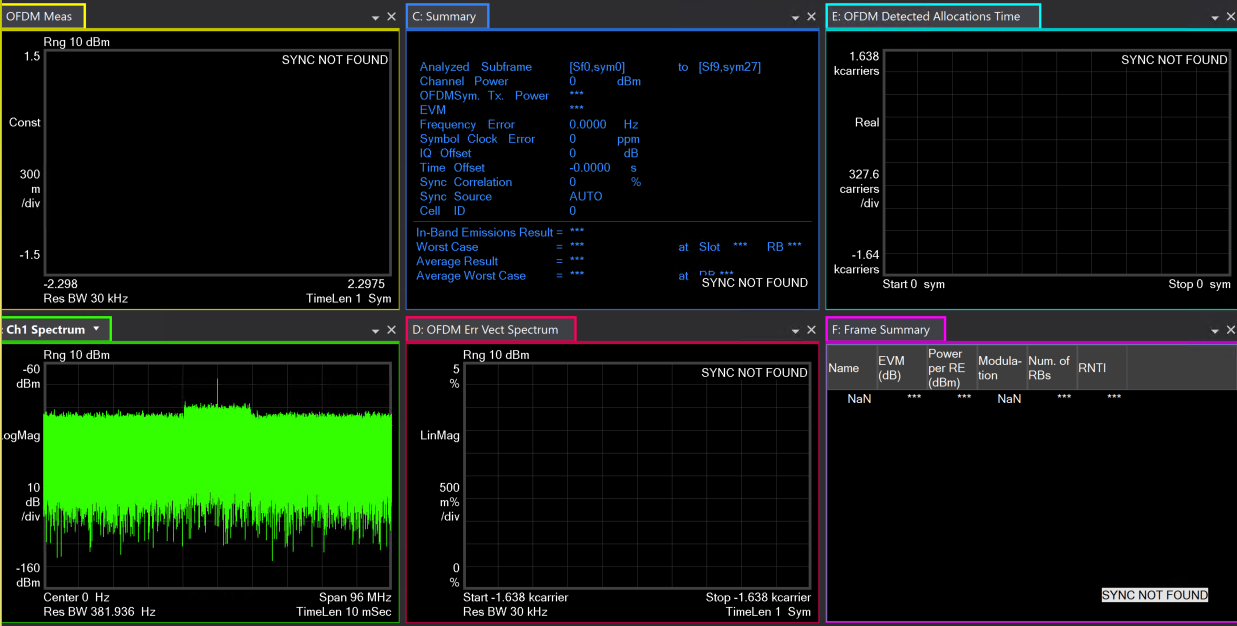 OFDM Meas
Rng 10 dBm
1.5
SYNC NOT FOUND
Const
300
m
/div
-1.5
-2.298
2.2975
Res BW 30 kHz
TimeLen 1 Sym
C: Summary
Analyzed Subframe [Sf0,sym0] to [Sf9,sym27]
Channel Power 0 dBm
OFDMSym. Tx. Power ***
EVM ***
Frequency Error 0.0000 Hz
Symbol Clock Error 0 ppm
IQ Offset 0 dB
Time Offset -0.0000 s
Sync Correlation 0 %
Sync Source AUTO
Cell ID 0
In-Band Emissions Result = ***
Worst Case = *** at Slot *** RB ***
Average Result = ***
Average Worst Case = *** at RB ***
SYNC NOT FOUND
E: OFDM Detected Allocations Time
1.638
kcarriers
SYNC NOT FOUND
Real
327.6
carriers
/div
-1.64
kcarriers
Start 0 sym
Stop 0 sym
: Ch1 Spectrum
Rng 10 dBm
-60
dBm
ogMag
10
dB
/div
-160
dBm
Center 0 Hz
Span 96 MHz
Res BW 381.936 Hz
TimeLen 10 mSec
D: OFDM Err Vect Spectrum
Rng 10 dBm
5
%
SYNC NOT FOUND
LinMag
500
m%
/div
0
%
Start -1.638 kcarrier
Stop -1.638 kcarrier
Res BW 30 kHz
TimeLen 1 Sym
F: Frame Summary
Name EVM (dB) Power per RE (dBm) Modula-tion Num. of RBs RNTI
NaN *** *** NaN *** ***
SYNC NOT FOUND